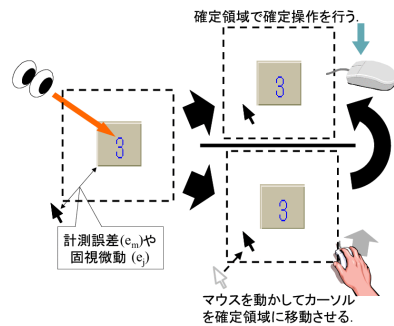 確定領域で確定操作を行う.
3
3
計測誤差(em)や
固視微動 (ej)
3
マウスを動かしてカーソル
を確定領域に移動させる.